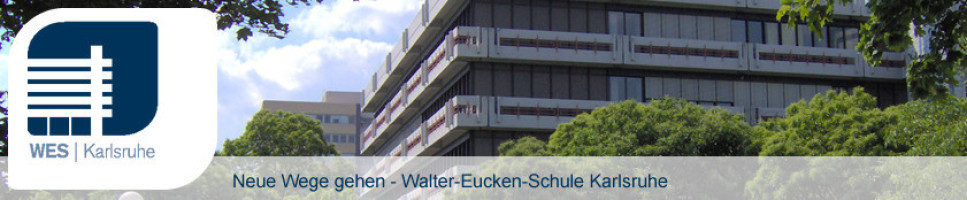 WES | Karlsruhe
Neue Wege gehen - Walter-Eucken-Schule Karlsruhe